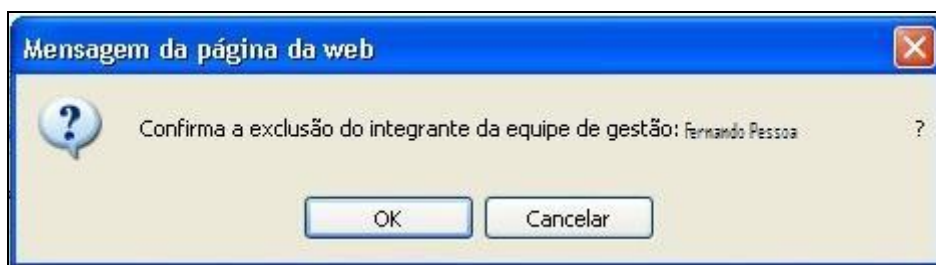 Mensagem da página da web
Confirma a exclusão do integrante da equipe de gestão: Fernando Pessoa ?
OK Cancelar